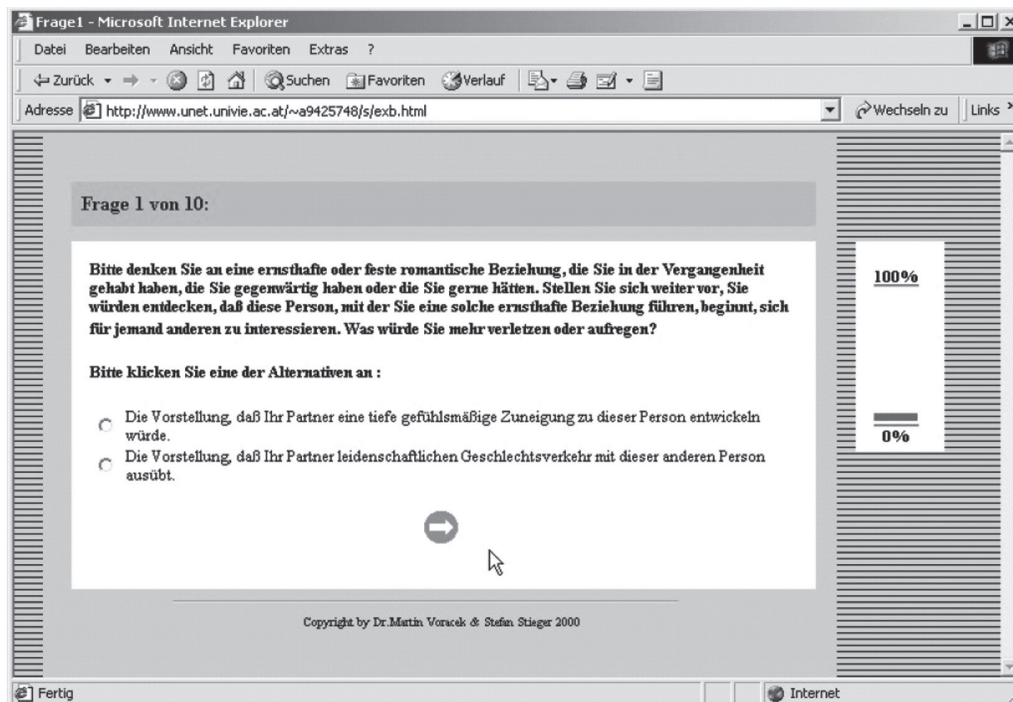 Frage1 - Microsoft Internet Explorer
Datei Bearbeiten Ansicht Favoriten Extras ?
Zurück Suchen Favoriten Verlauf
Adresse http://www.unet.univie.ac.at/~a9425748/s/exb.html Wechseln zu Links »
Frage 1 von 10:
Bitte denken Sie an eine ernsthafte oder feste romantische Beziehung, die Sie in der Vergangenheit
gehabt haben, die Sie gegenwärtig haben oder die Sie gerne hätten. Stellen Sie sich weiter vor, Sie
würden entdecken, daß diese Person, mit der Sie eine solche ernsthafte Beziehung führen, beginnt, sich
für jemand anderen zu interessieren. Was würde Sie mehr verletzen oder aufregen?
Bitte klicken Sie eine der Alternativen an :
Die Vorstellung, daß Ihr Partner eine tiefe gefühlsmäßige Zuneigung zu dieser Person entwickeln
würde.
Die Vorstellung, daß Ihr Partner leidenschaftlichen Geschlechtsverkehr mit dieser anderen Person
ausübt.
100%
0%
Copyright by Dr.Martin Voracek & Stefan Stieger 2000
Fertig Internet